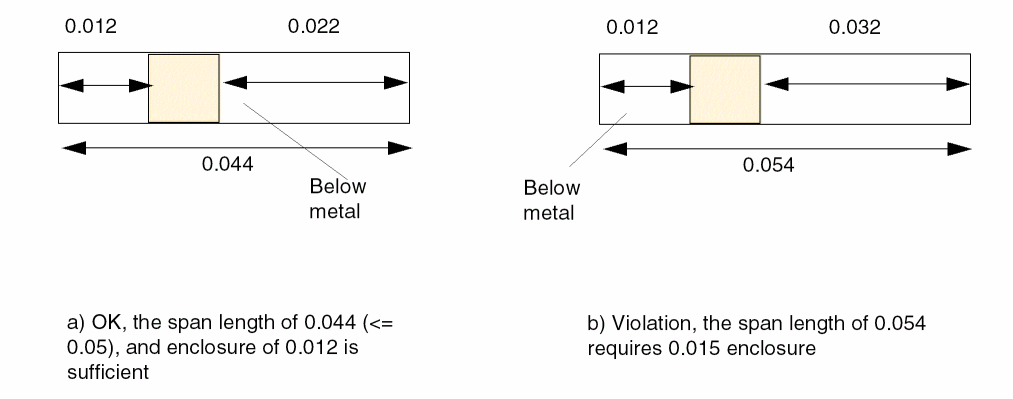 0.012
0.022
0.044
Below
metal
a) OK, the span length of 0.044 (<=
0.05), and enclosure of 0.012 is
sufficient
0.012
0.032
0.054
Below
metal
b) Violation, the span length of 0.054
requires 0.015 enclosure